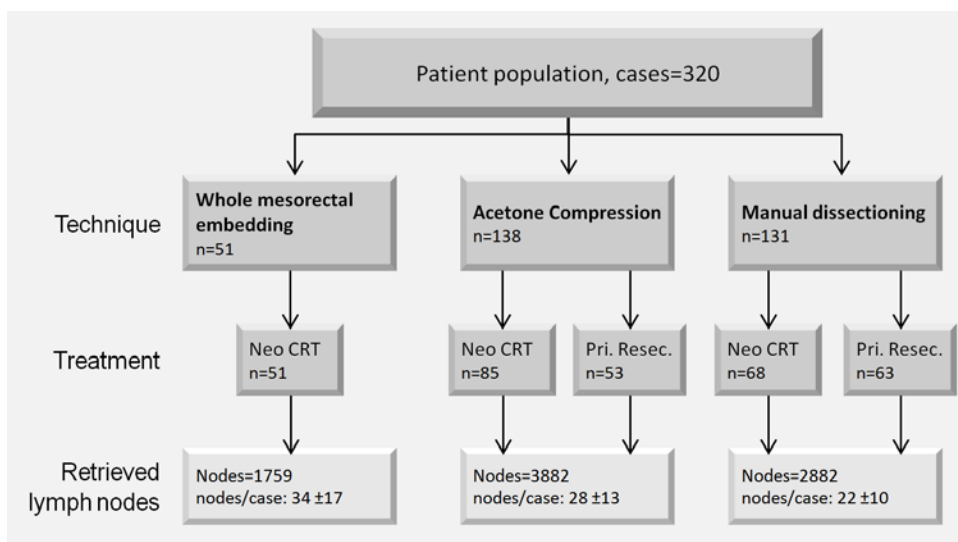 Patient population, cases=320
Technique
Whole mesorectal
embedding
n=51
Acetone Compression
n=138
Manual dissectioning
n=131
Treatment
Neo CRT
n=51
Neo CRT
n=85
Pri. Resec.
n=53
Neo CRT
n=68
Pri. Resec.
n=63
Retrieved
lymph nodes
Nodes=1759
nodes/case: 34 ±17
Nodes=3882
nodes/case: 28 ±13
Nodes=2882
nodes/case: 22 ±10